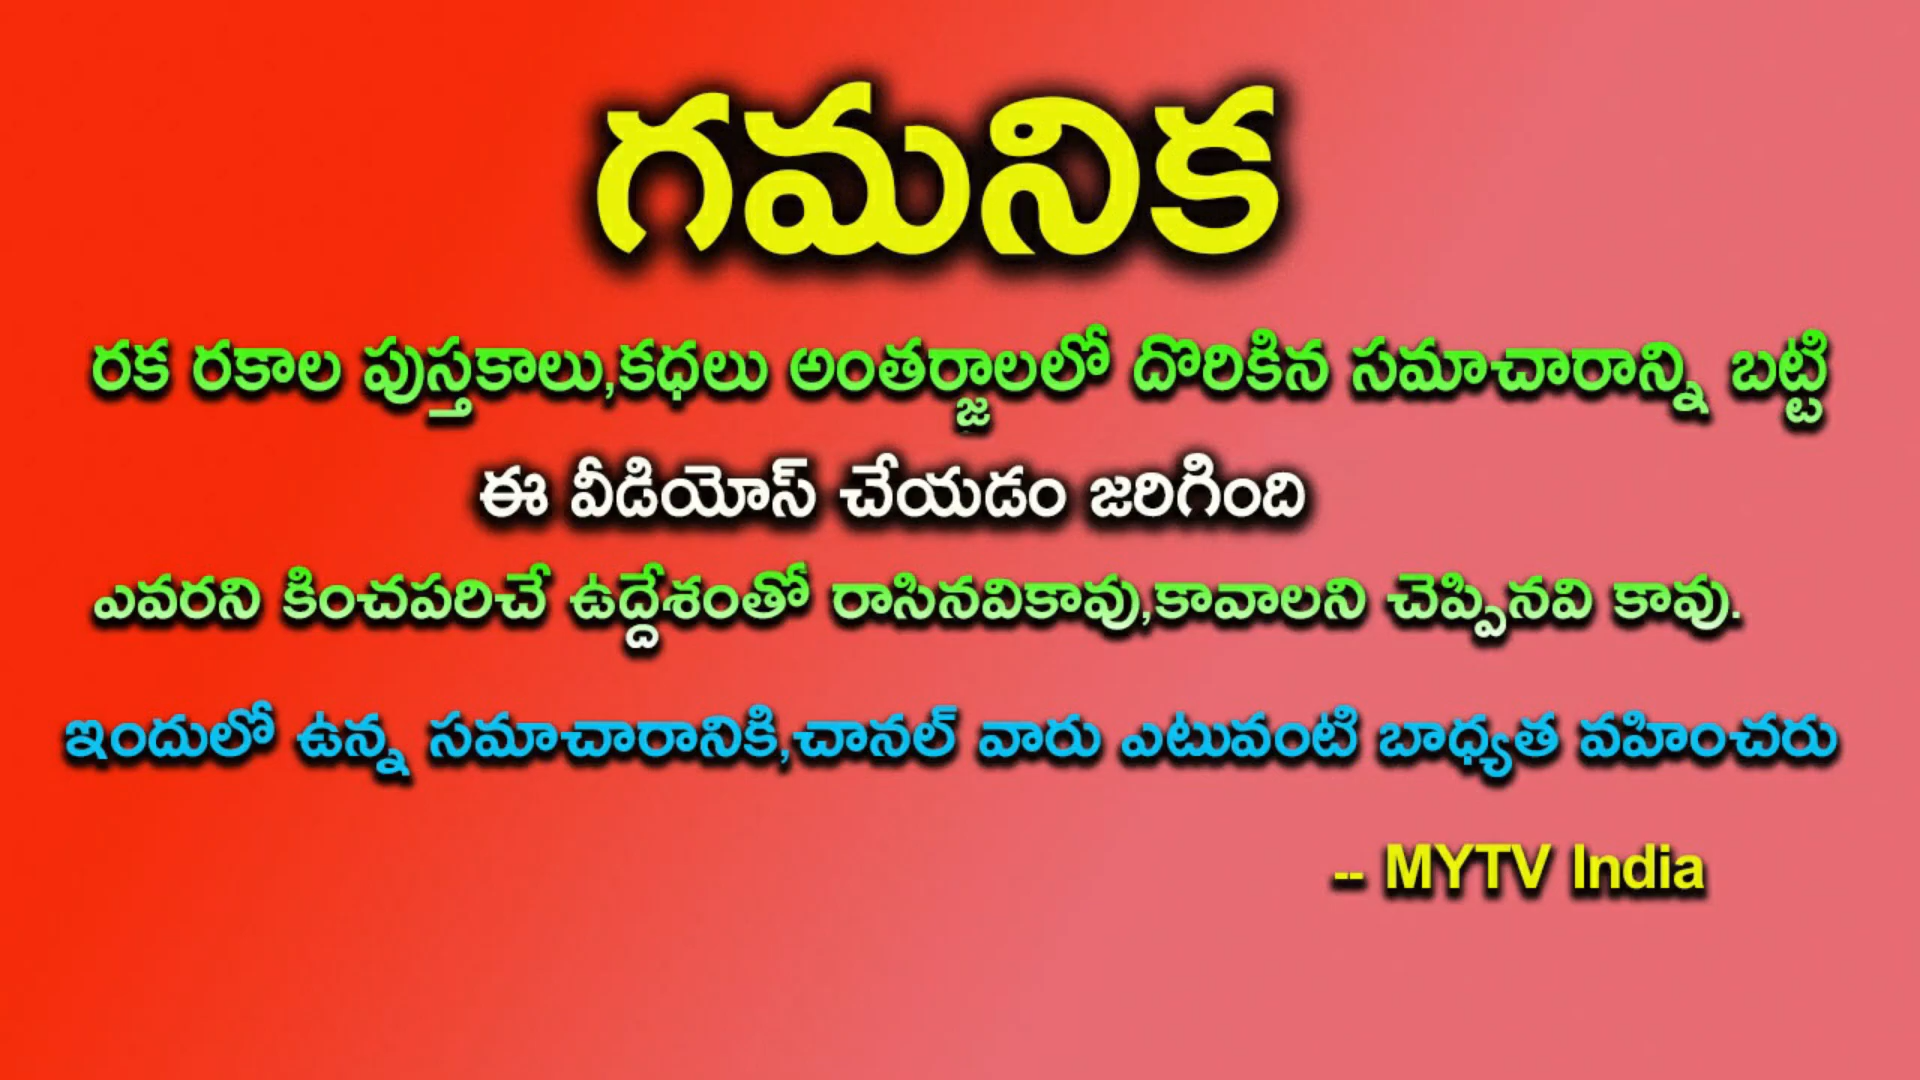 గమనిక
రక రకాల పుస్తకాలు,కధలు అంతర్జాలలో దొరికిన సమాచారాన్ని బట్టి
ఈ వీడియోస్ చేయడం జరిగింది
ఎవరని కించపరిచే ఉద్దేశంతో రాసినవికావు,కావాలని చెప్పినవి కావు.
ఇందులో ఉన్న సమాచారానికి,చానల్ వారు ఎటువంటి బాధ్యత వహించరు
-- MYTV India